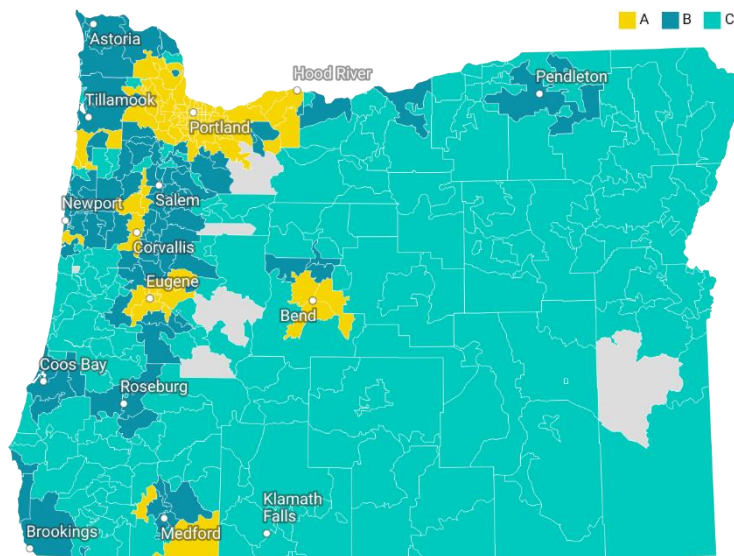 A B C
Astoria
Hood River
Pendleton
Tillamook
Portland
Newport
Salem
Corvallis
Eugene
Bend
Coos Bay
Roseburg
Klamath
Falls
Brookings
Medford